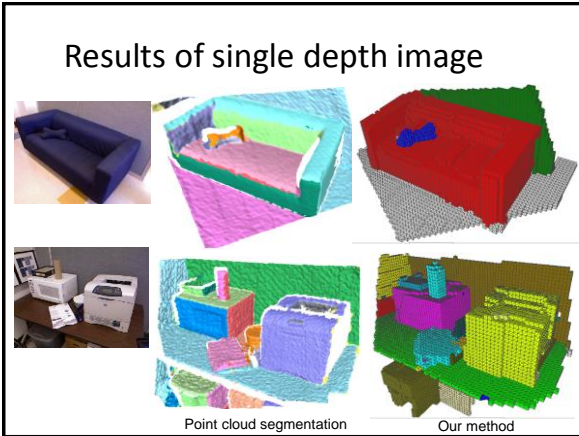 Results of single depth image
Point cloud segmentation
Our method